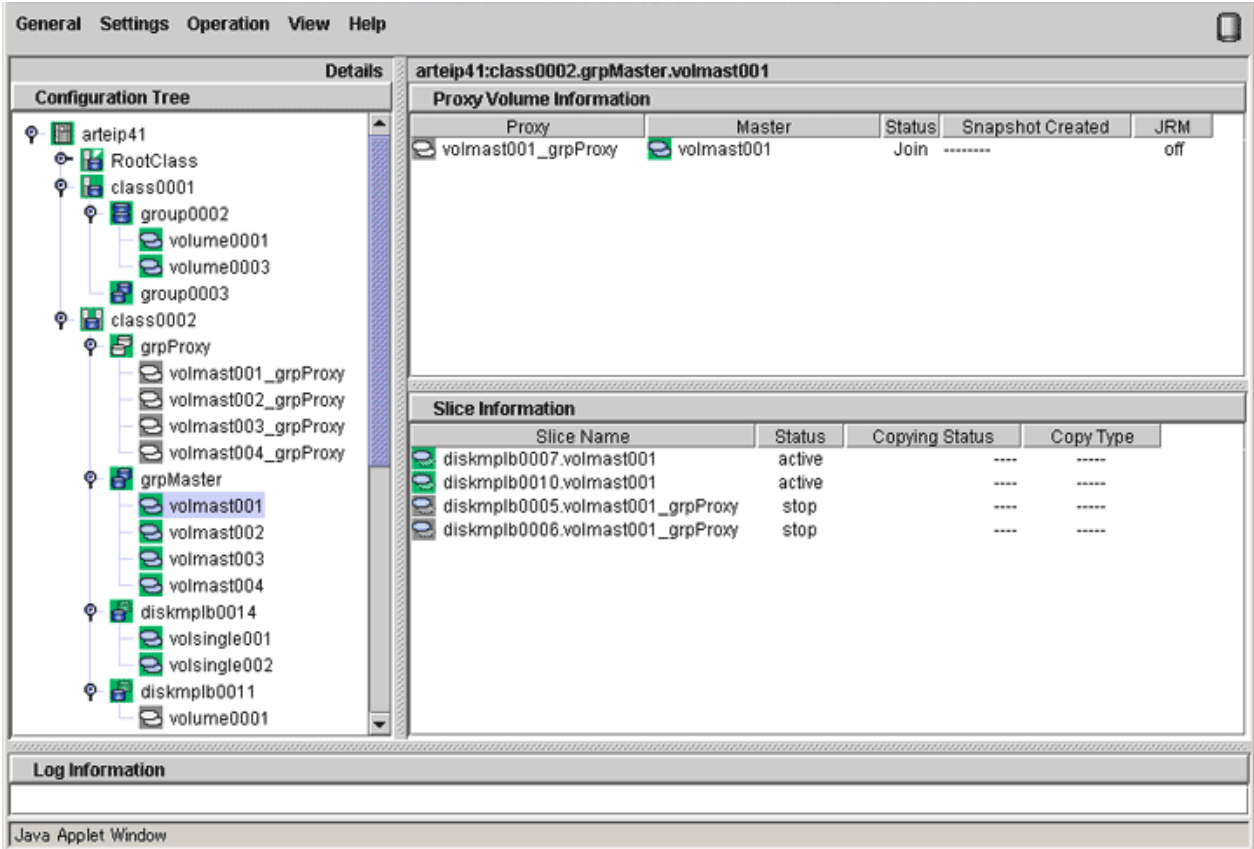 General Settings Operation View Help
Details
Configuration Tree
arteip41
RootClass
class0001
group0002
volume0001
volume0003
group0003
class0002
grpProxy
volmast001_grpProxy
volmast002_grpProxy
volmast003_grpProxy
volmast004_grpProxy
grpMaster
volmast001
volmast002
volmast003
volmast004
diskmplb0014
volsingle001
volsingle002
diskmplb0011
volume0001
arteip41:class0002.grpMaster.volmast001
Proxy Volume Information
Proxy Master Status Snapshot Created JRM
volmast001_grpProxy volmast001 Join -------- off
Slice Information
Slice Name Status Copying Status Copy Type
diskmplb0007.volmast001 active ---- -----
diskmplb0010.volmast001 active ---- -----
diskmplb0005.volmast001_grpProxy stop ---- -----
diskmplb0006.volmast001_grpProxy stop ---- -----
Log Information
Java Applet Window